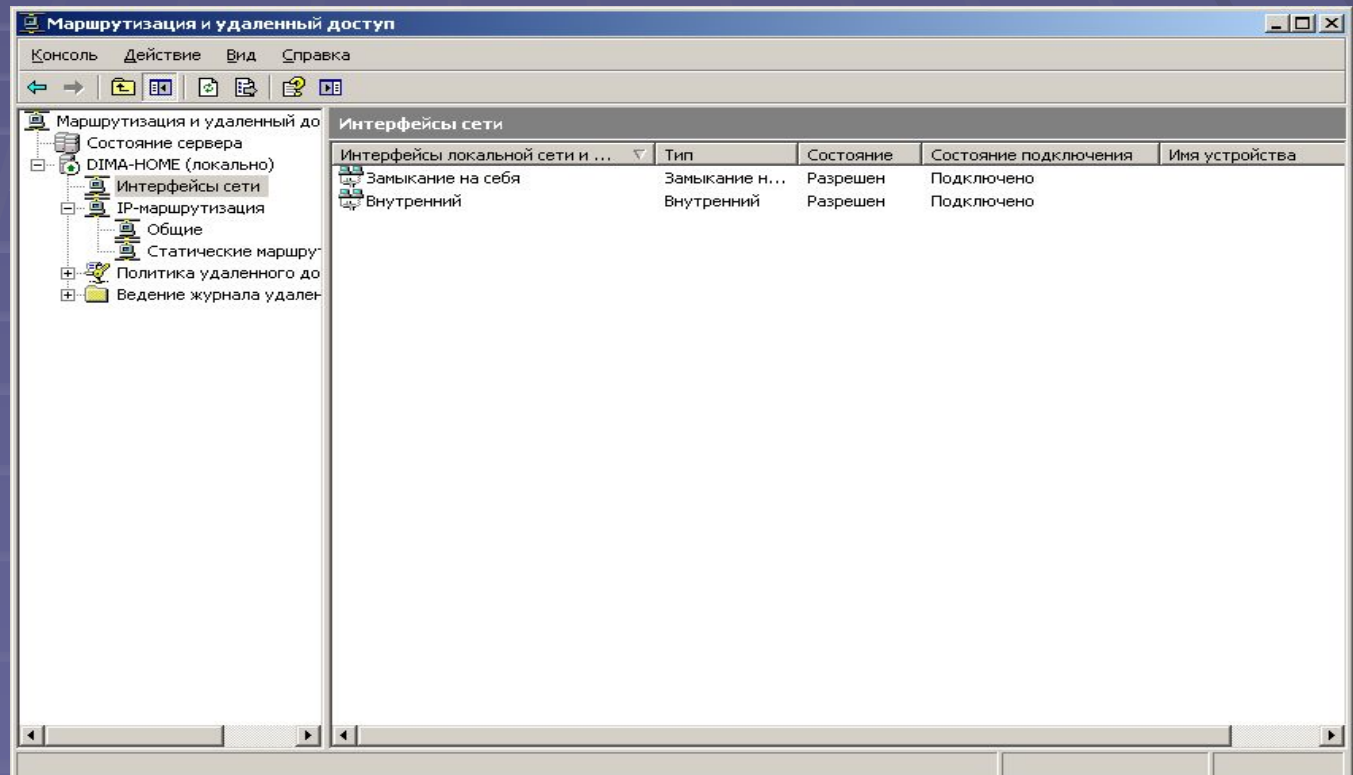 Маршрутизация и удаленный доступ
Консоль Действие Вид Справка
Маршрутизация и удаленный до
Состояние сервера
DIMA-HOME (локально)
Интерфейсы сети
IP-маршрутизация
Общие
Статические маршру
Политика удаленного до
Ведение журнала удален
Интерфейсы сети
Интерфейсы локальной сети и ... Тип Состояние Состояние подключения Имя устройства
Замыкание на себя Замыкание н... Разрешен Подключено
Внутренний Внутренний Разрешен Подключено